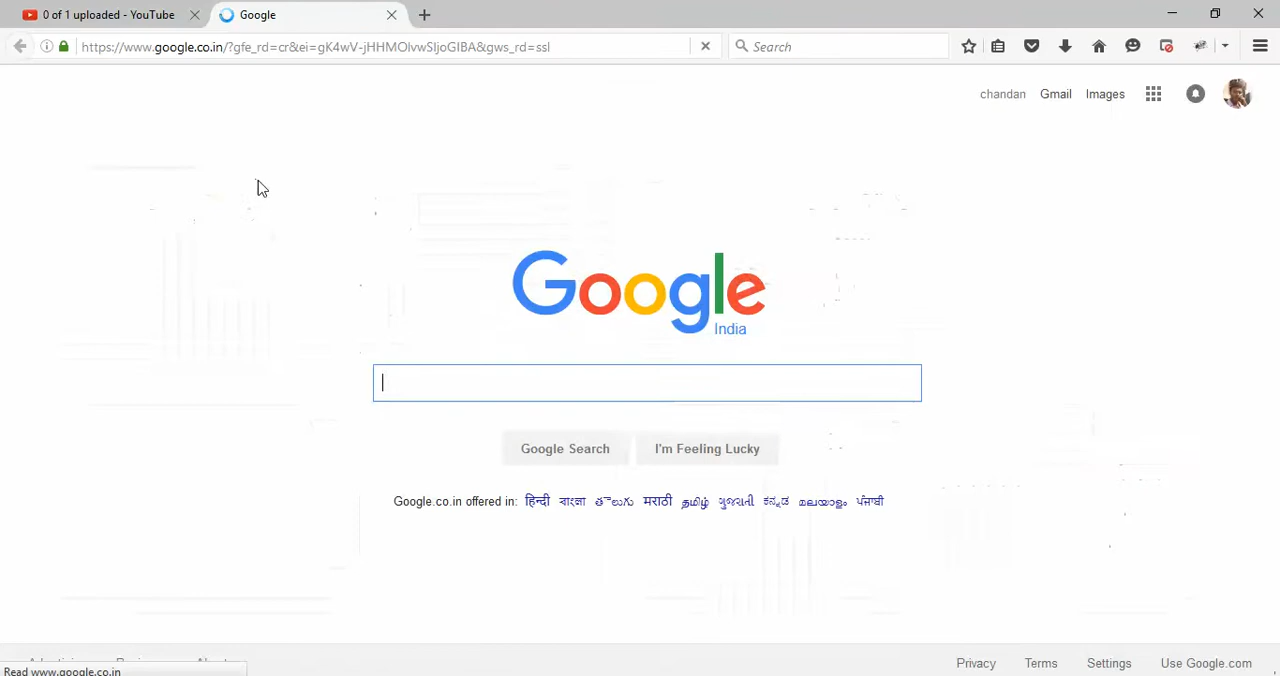 0 of 1 uploaded - YouTube
Google
https://www.google.co.in/?gfe_rd=cr&ei=gK4wV-jHHMOlvwSIjoGIBA&gws_rd=ssl
Search
chandan Gmail Images
Google
India
Google Search I'm Feeling Lucky
Google.co.in offered in: हिन्दी বাংলা తెలుగు मराठी தமிழ் ગુજરાતી ಕನ್ನಡ മലയാളം ਪੰਜਾਬੀ
Privacy Terms Settings Use Google.com
Read www.google.co.in